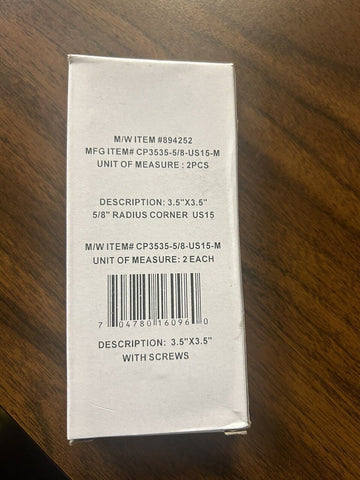 M/W ITEM #894252
MFG ITEM# CP3535-5/8-US15-M
UNIT OF MEASURE : 2PCS
DESCRIPTION: 3.5"X3.5"
5/8" RADIUS CORNER US15
M/W ITEM# CP3535-5/8-US15-M
UNIT OF MEASURE: 2 EACH
7 04780 16096 0
DESCRIPTION: 3.5"X3.5"
WITH SCREWS